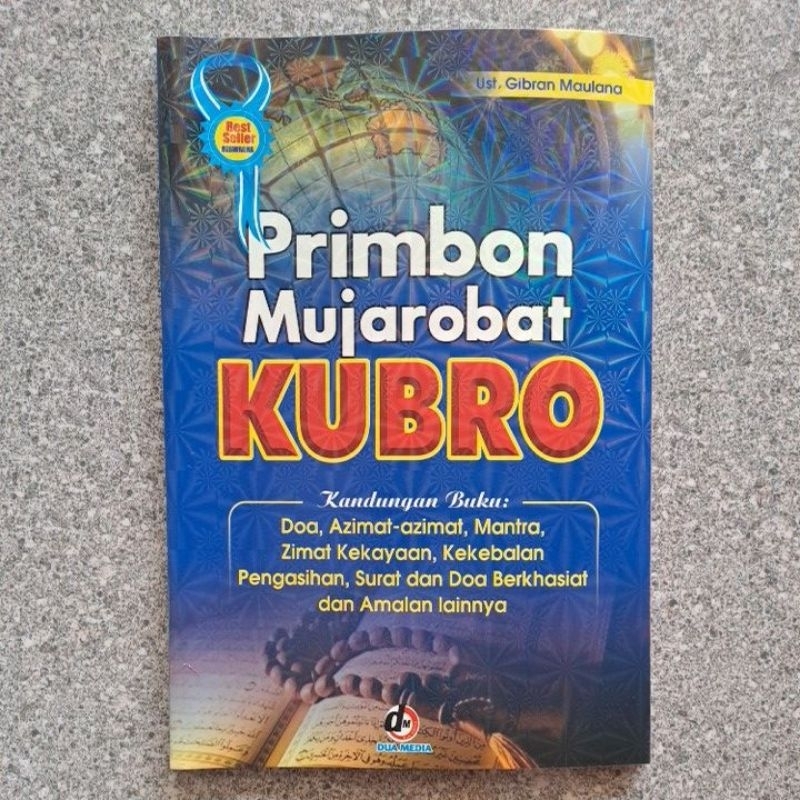 Ust. Gibran Maulana
Best
Seller
Primbon
Mujarobat
KUBRO
Kandungan Buku:
Doa, Azimat-azimat, Mantra,
Zimat Kekayaan, Kekebalan
Pengasihan, Surat dan Doa Berkhasiat
dan Amalan lainnya
dM
DUA MEDIA